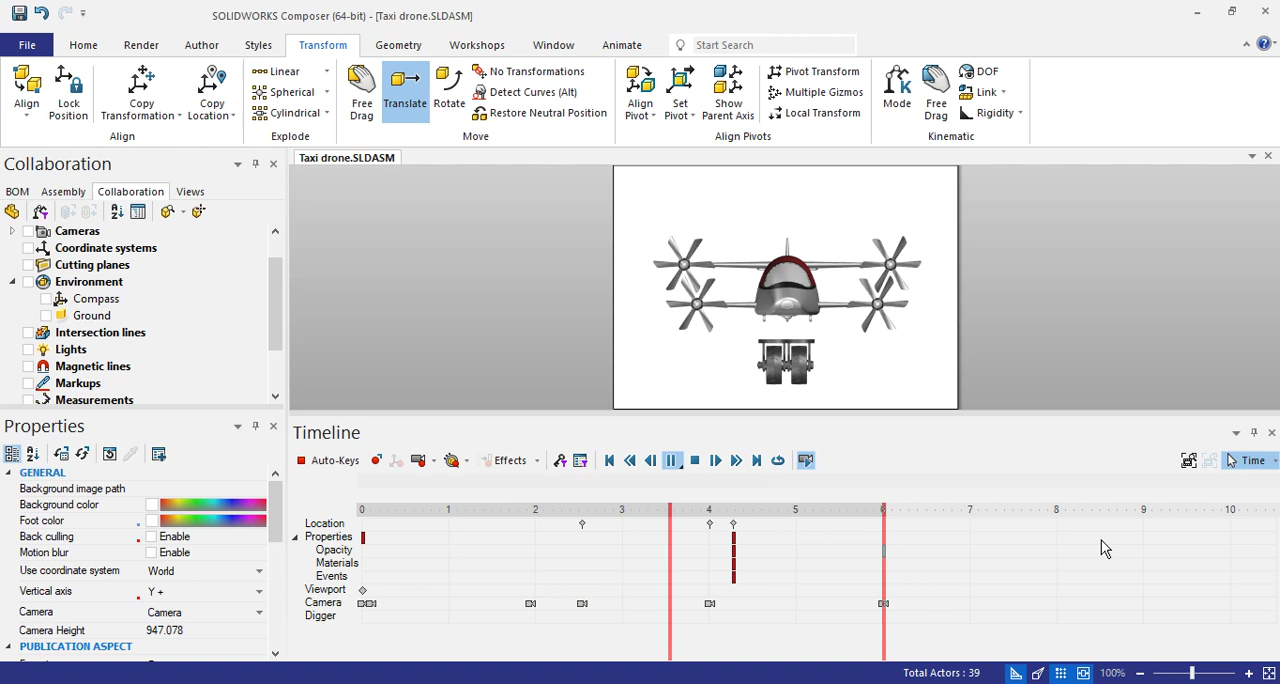 SOLIDWORKS Composer (64-bit) - [Taxi drone.SLDASM]
File Home Render Author Styles Transform Geometry Workshops Window Animate Start Search
Align Lock Position Copy Transformation Copy Location
Linear
Spherical
Cylindrical
Free Drag Translate Rotate
No Transformations
Detect Curves (Alt)
Restore Neutral Position
Align Pivot Set Pivot Show Parent Axis
Pivot Transform
Multiple Gizmos
Local Transform
Mode Free Drag
DOF
Link
Rigidity
Align Explode Move Align Pivots Kinematic
Collaboration
BOM Assembly Collaboration Views
Cameras
Coordinate systems
Cutting planes
Environment
Compass
Ground
Intersection lines
Lights
Magnetic lines
Markups
Measurements
Taxi drone.SLDASM
Properties
GENERAL
Background image path
Background color
Foot color
Back culling Enable
Motion blur Enable
Use coordinate system World
Vertical axis Y +
Camera Camera
Camera Height 947.078
PUBLICATION ASPECT
Timeline
Auto-Keys Effects Time
0 1 2 3 4 5 6 7 8 9 10
Location
Properties
Opacity
Materials
Events
Viewport
Camera
Digger
Total Actors : 39 100%